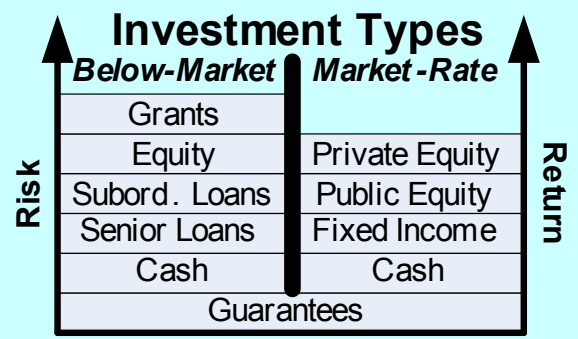 Investment Types
Below-Market Market-Rate
Grants
Equity Private Equity
Subord. Loans Public Equity
Senior Loans Fixed Income
Cash Cash
Guarantees
Risk
Return